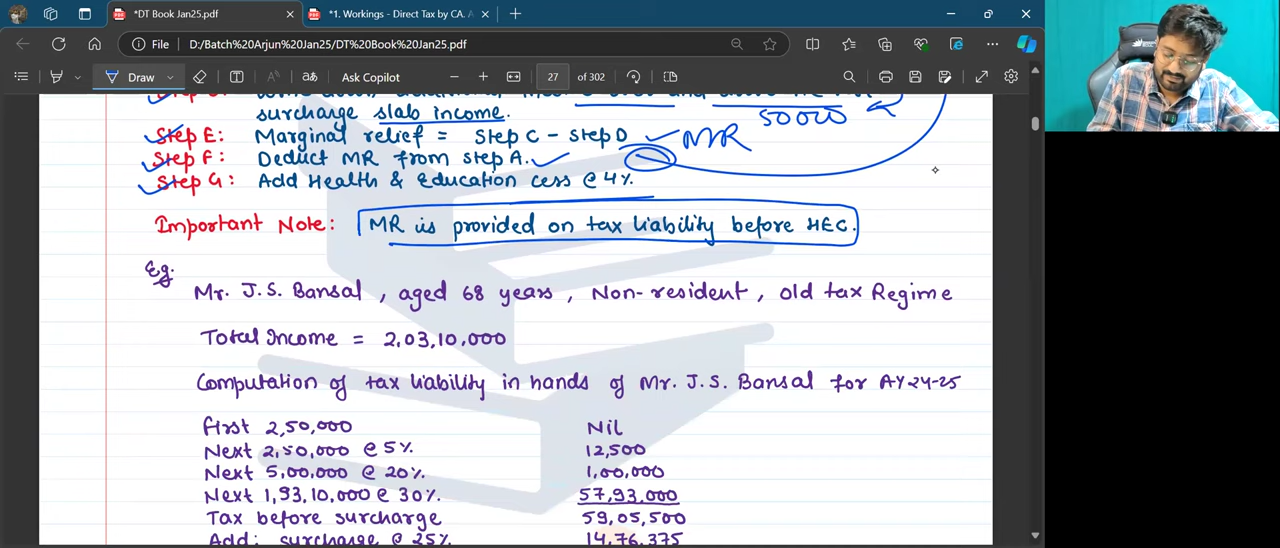 *DT Book Jan25.pdf
*1. Workings - Direct Tax by CA. A
File
D:/Batch%20Arjun%20Jan25/DT%20Book%20Jan25.pdf
Draw
Ask Copilot
27 of 302
surcharge slab income.
50000
Step E: Marginal relief = Step C - Step D
MR
Step F: Deduct MR from step A.
Step G: Add Health & Education cess @ 4%.
Important Note: MR is provided on tax liability before HEC.
Eg.
Mr. J.S. Bansal, aged 68 years, Non-resident, old tax Regime
Total Income = 2,03,10,000
Computation of tax liability in hands of Mr. J.S. Bansal for AY 24-25
First 2,50,000 Nil
Next 2,50,000 @ 5% 12,500
Next 5,00,000 @ 20% 1,00,000
Next 1,93,10,000 @ 30% 57,93,000
Tax before surcharge 59,05,500
Add: surcharge @ 25% 14,76,375